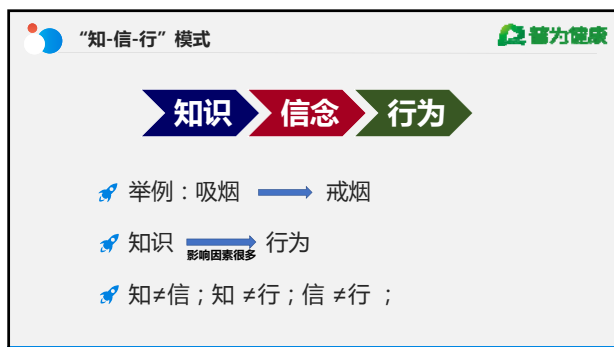 “知-信-行”模式
普为健康
知识 信念 行为
举例：吸烟 戒烟
知识 影响因素很多 行为
知≠信；知 ≠行；信 ≠行 ；